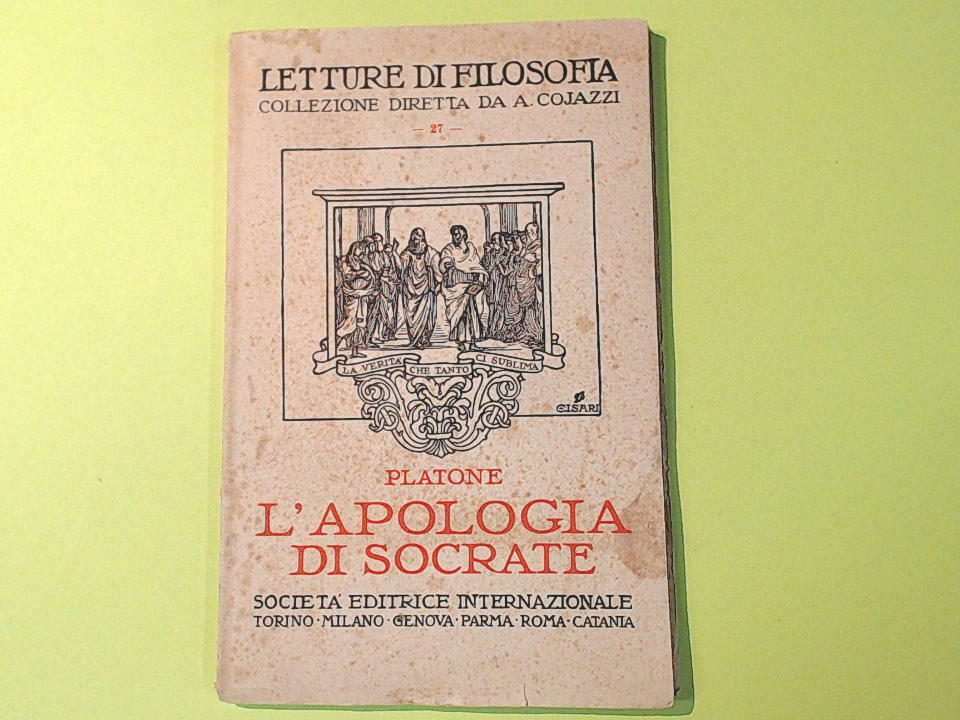 LETTURE DI FILOSOFIA
COLLEZIONE DIRETTA DA A. COJAZZI
— 27 —
LA VERITÀ CHE TANTO CI SUBLIMA
CISARI
PLATONE
L'APOLOGIA
DI SOCRATE
SOCIETÀ EDITRICE INTERNAZIONALE
TORINO · MILANO · GENOVA · PARMA · ROMA · CATANIA